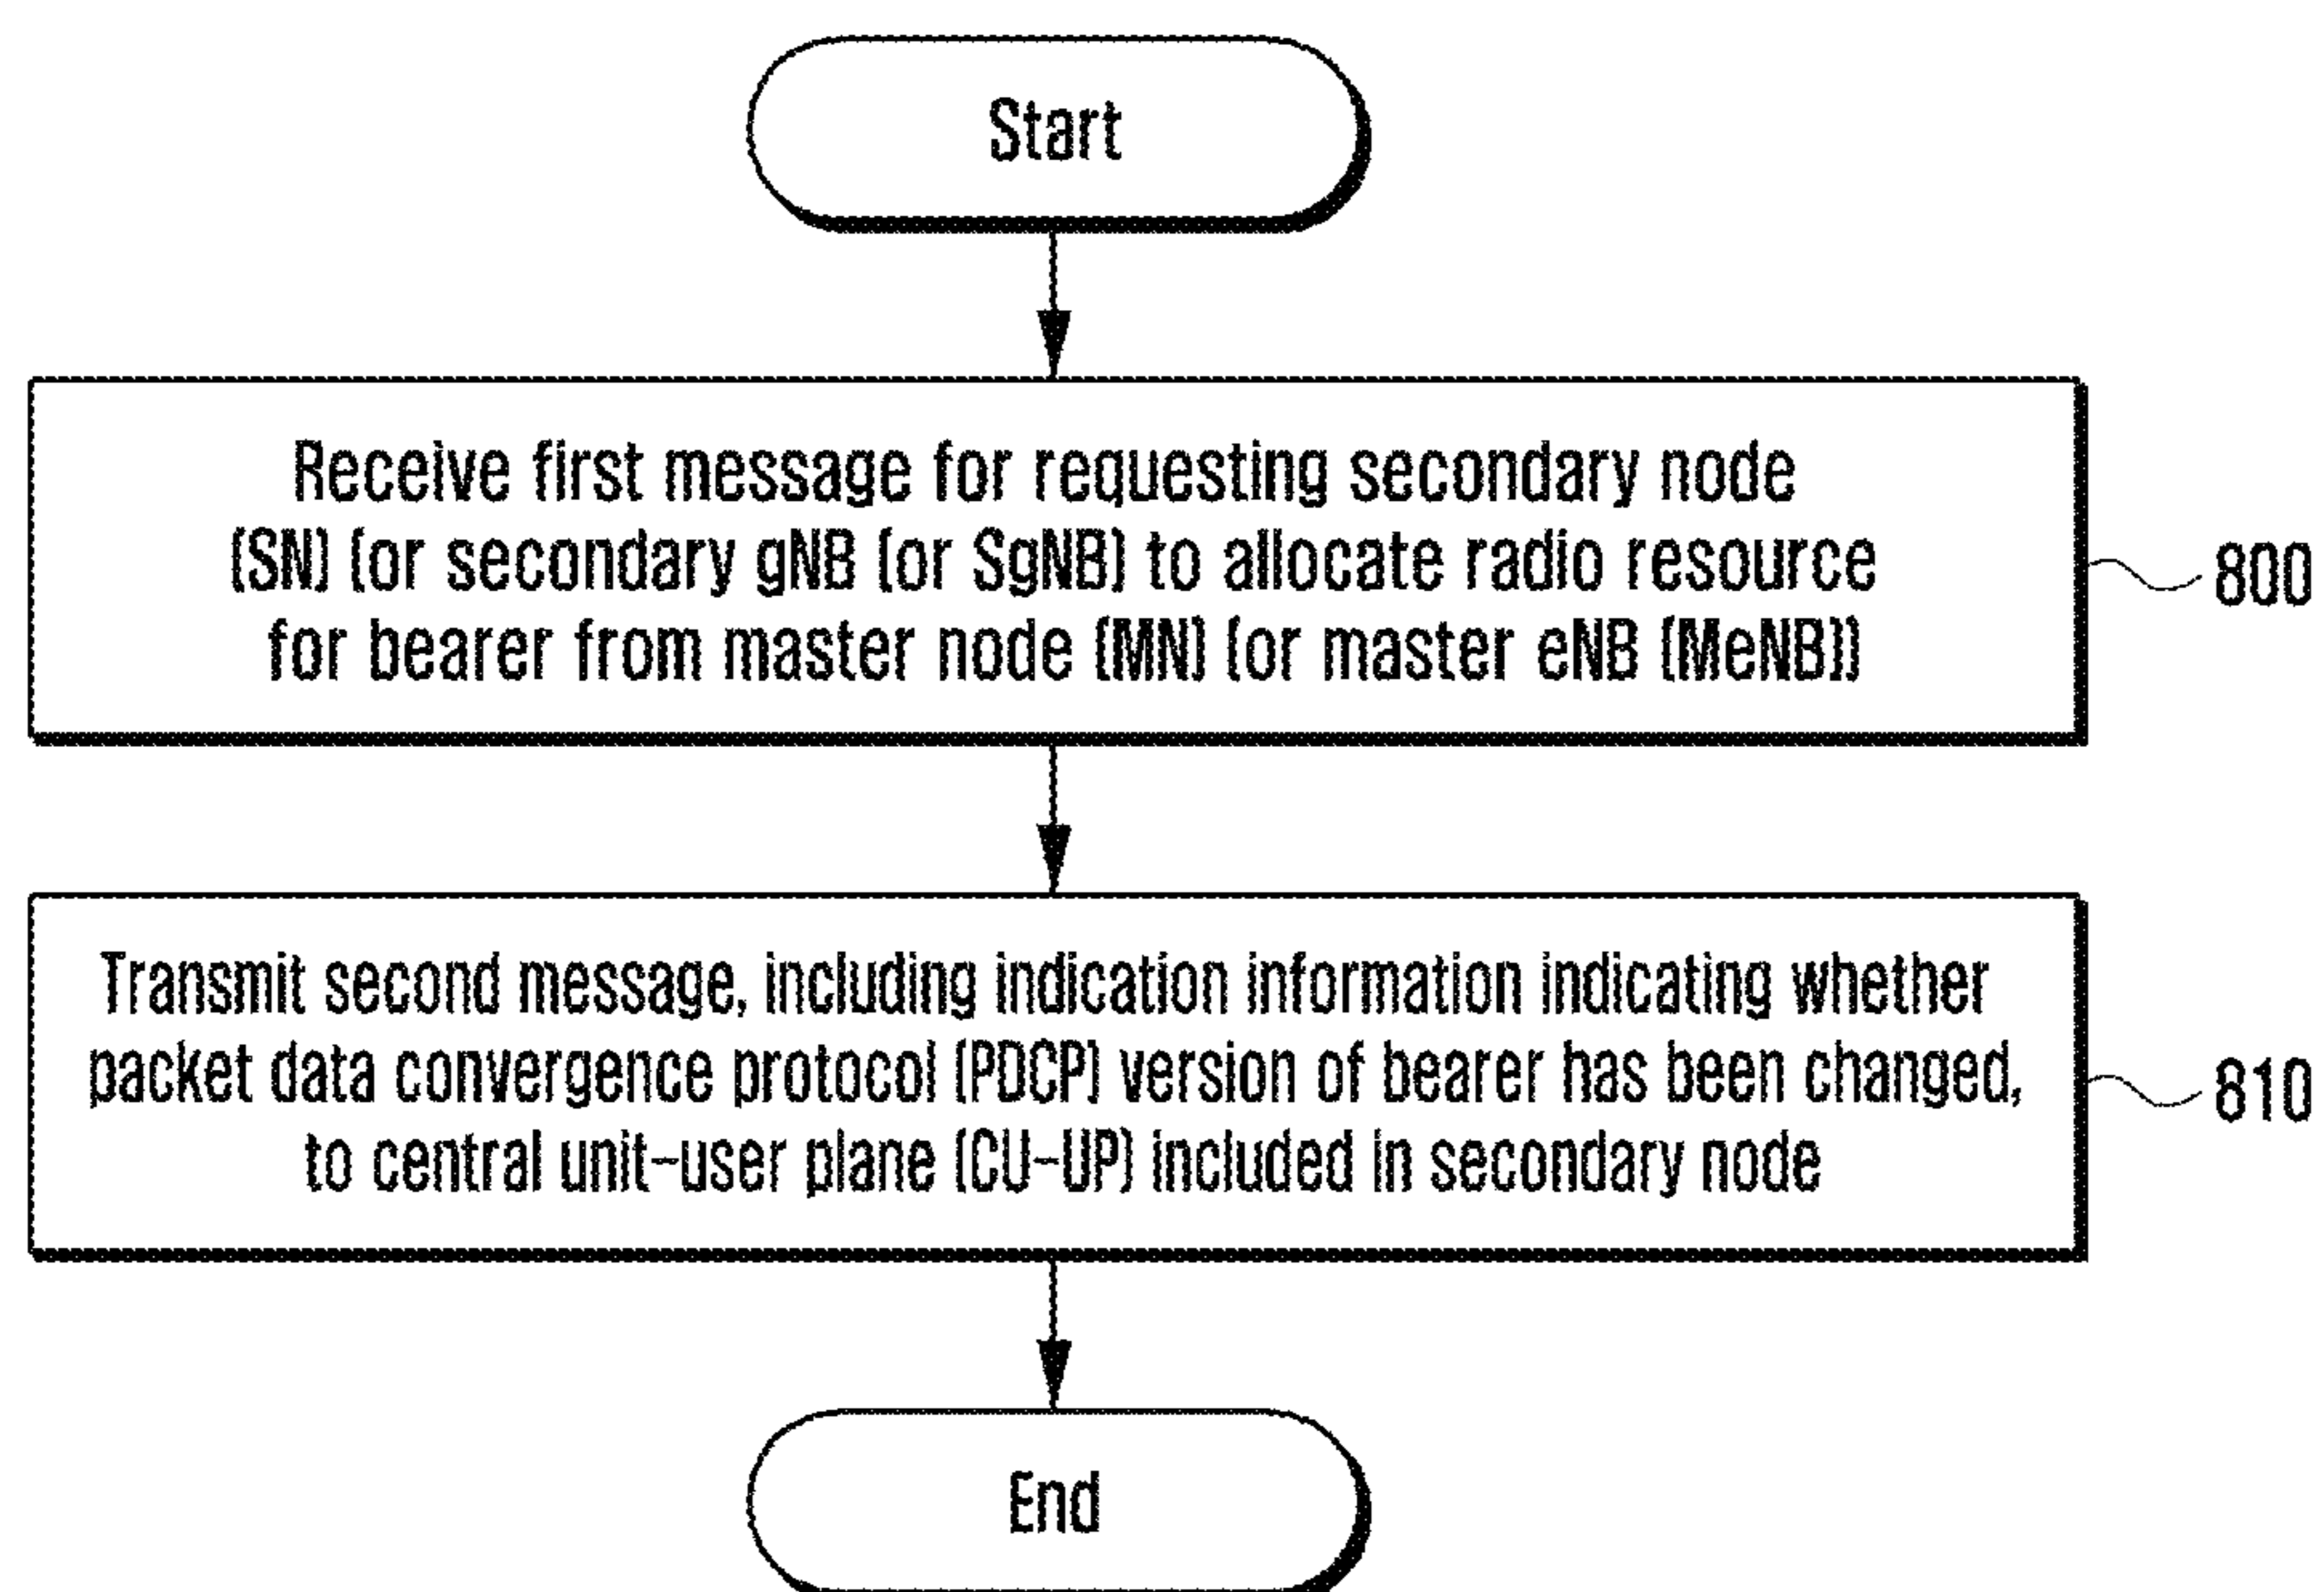 Start
Receive first message for requesting secondary node
(SN) (or secondary gNB (or SgNB) to allocate radio resource
for bearer from master node (MN) (or master eNB (MeNB))
800
Transmit second message, including indication information indicating whether
packet data convergence protocol (PDCP) version of bearer has been changed,
to central unit-user plane (CU-UP) included in secondary node
810
End